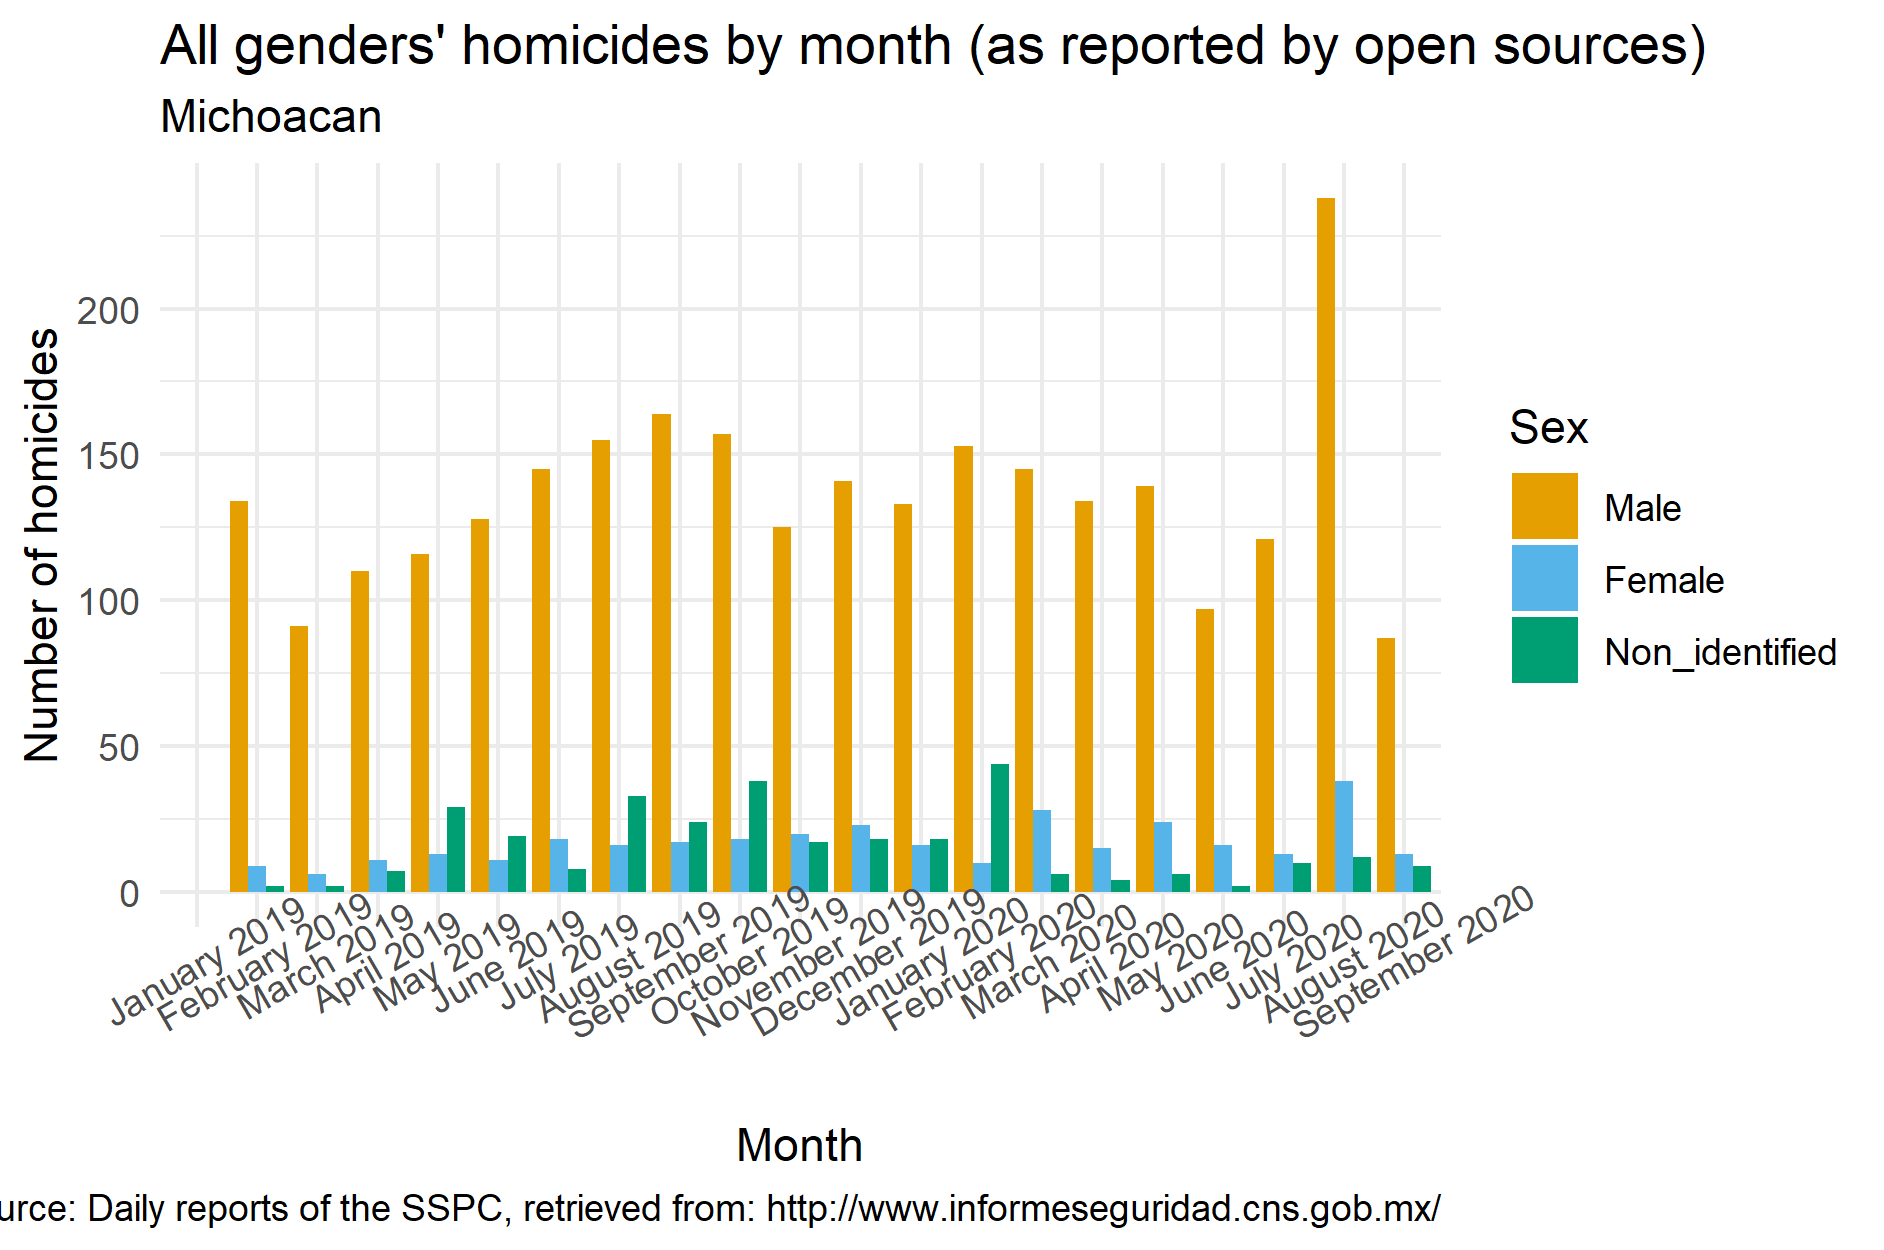 All genders' homicides by month (as reported by open sources)
Michoacan
Number of homicides
200
150
100
50
0
January 2019
February 2019
March 2019
April 2019
May 2019
June 2019
July 2019
August 2019
September 2019
October 2019
November 2019
December 2019
January 2020
February 2020
March 2020
April 2020
May 2020
June 2020
July 2020
August 2020
September 2020
Month
Sex
Male
Female
Non_identified
urce: Daily reports of the SSPC, retrieved from: http://www.informeseguridad.cns.gob.mx/